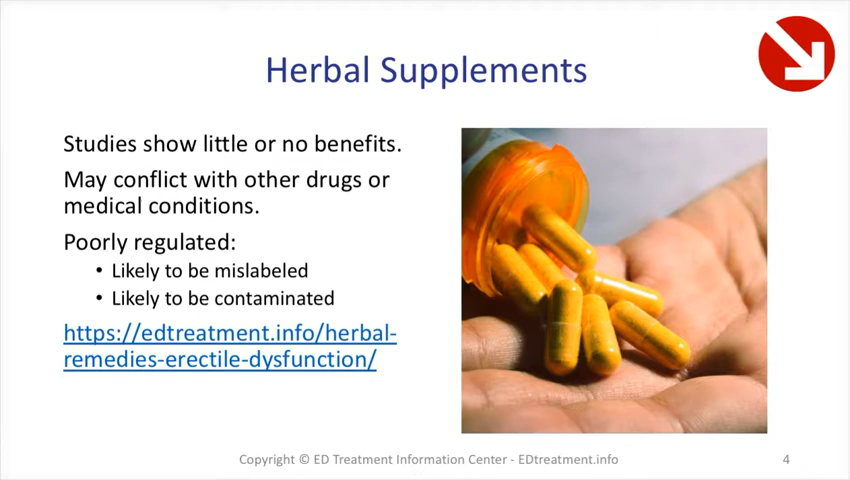 Herbal Supplements
Studies show little or no benefits.
May conflict with other drugs or
medical conditions.
Poorly regulated:
• Likely to be mislabeled
• Likely to be contaminated
https://edtreatment.info/herbal-
remedies-erectile-dysfunction/
Copyright © ED Treatment Information Center - EDtreatment.info
4